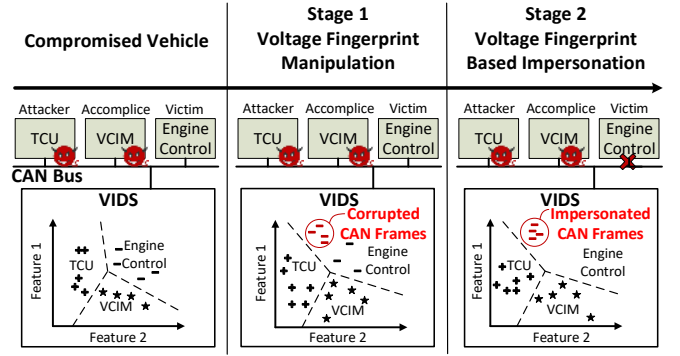 Compromised Vehicle
Stage 1
Voltage Fingerprint
Manipulation
Stage 2
Voltage Fingerprint
Based Impersonation
Attacker Accomplice Victim
TCU VCIM Engine
Control
CAN Bus
VIDS
Feature 1
TCU
Engine
Control
VCIM
Feature 2
Attacker Accomplice Victim
TCU VCIM Engine
Control
VIDS
Corrupted
CAN Frames
Feature 1
TCU
Engine
Control
VCIM
Feature 2
Attacker Accomplice Victim
TCU VCIM Engine
Control
VIDS
Impersonated
CAN Frames
Feature 1
TCU
Engine
Control
VCIM
Feature 2